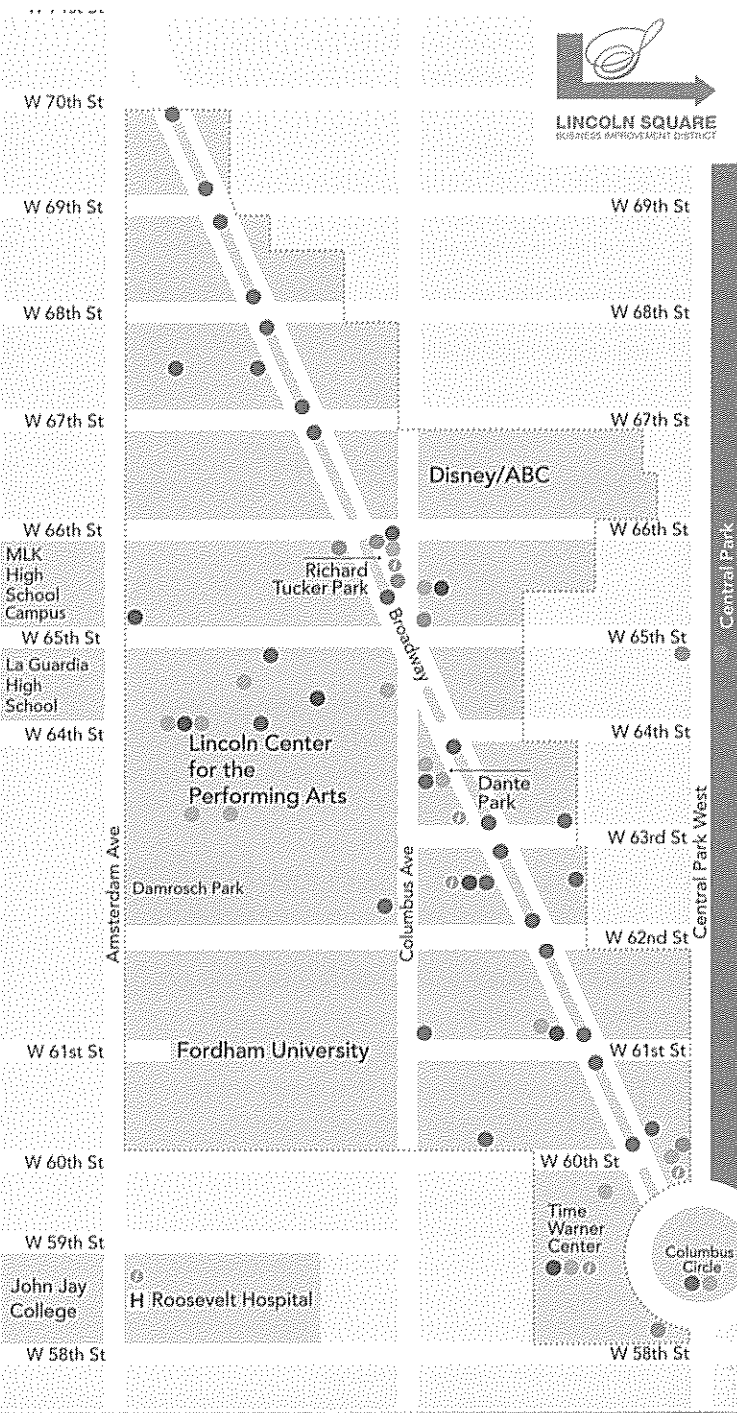 W 71st St
LINCOLN SQUARE
BUSINESS IMPROVEMENT DISTRICT
W 70th St
W 69th St
W 69th St
W 68th St
W 68th St
W 67th St
W 67th St
Disney/ABC
W 66th St
W 66th St
MLK
High
School
Campus
Richard
Tucker Park
Central Park
Broadway
W 65th St
W 65th St
La Guardia
High
School
W 64th St
W 64th St
Lincoln Center
for the
Performing Arts
Dante
Park
W 63rd St
Amsterdam Ave
Columbus Ave
Central Park West
Damrosch Park
W 62nd St
W 61st St
Fordham University
W 61st St
W 60th St
W 60th St
Time
Warner
Center
W 59th St
Columbus
Circle
John Jay
College
H Roosevelt Hospital
W 58th St
W 58th St